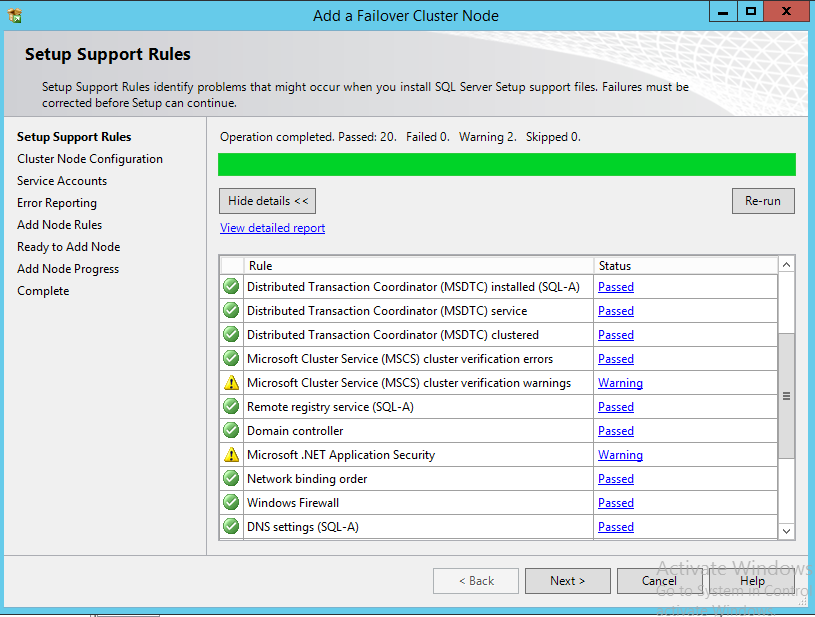 Add a Failover Cluster Node
Setup Support Rules
Setup Support Rules identify problems that might occur when you install SQL Server Setup support files. Failures must be
corrected before Setup can continue.
Setup Support Rules
Cluster Node Configuration
Service Accounts
Error Reporting
Add Node Rules
Ready to Add Node
Add Node Progress
Complete
Operation completed. Passed: 20. Failed 0. Warning 2. Skipped 0.
Hide details <<
Re-run
View detailed report
Rule Status
Distributed Transaction Coordinator (MSDTC) installed (SQL-A) Passed
Distributed Transaction Coordinator (MSDTC) service Passed
Distributed Transaction Coordinator (MSDTC) clustered Passed
Microsoft Cluster Service (MSCS) cluster verification errors Passed
Microsoft Cluster Service (MSCS) cluster verification warnings Warning
Remote registry service (SQL-A) Passed
Domain controller Passed
Microsoft .NET Application Security Warning
Network binding order Passed
Windows Firewall Passed
DNS settings (SQL-A) Passed
< Back
Next >
Cancel
Help
Activate Windows
Go to System in Contro
activate Windows.